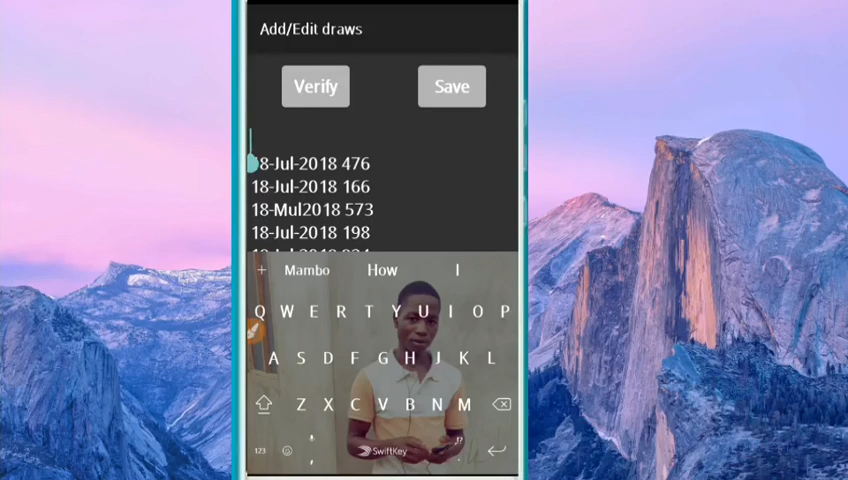 Add/Edit draws
Verify Save
8-Jul-2018 476
18-Jul-2018 166
18-Mul2018 573
18-Jul-2018 198
+ Mambo How I
Q W E R T Y U I O P
A S D F G H J K L
Z X C V B N M
123 , SwiftKey !? .